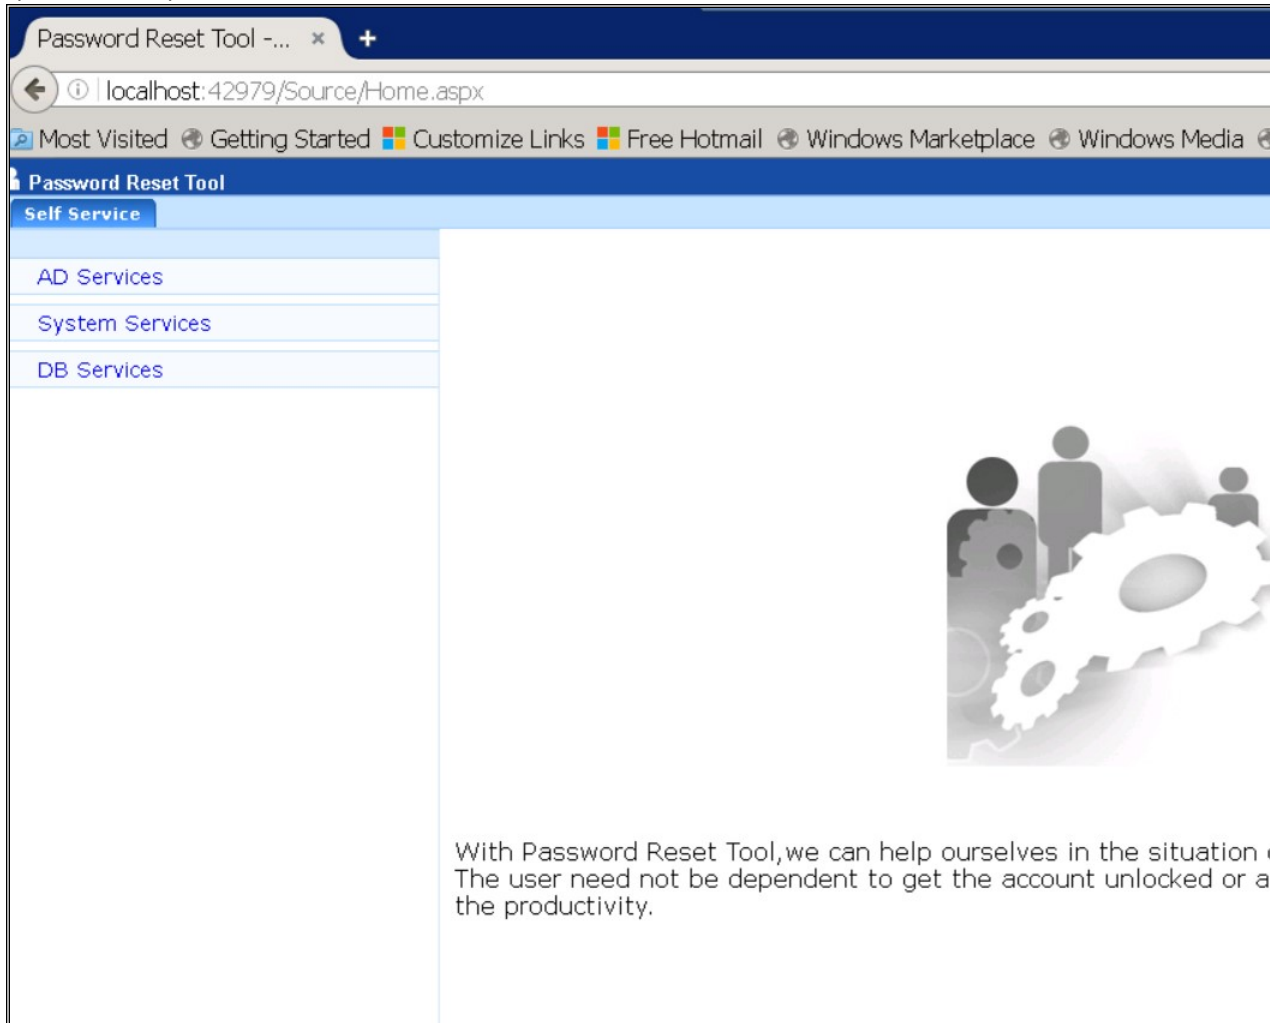 Password Reset Tool -...
localhost:42979/Source/Home.aspx
Most Visited Getting Started Customize Links Free Hotmail Windows Marketplace Windows Media
Password Reset Tool
Self Service
AD Services
System Services
DB Services
With Password Reset Tool,we can help ourselves in the situation
The user need not be dependent to get the account unlocked or a
the productivity.